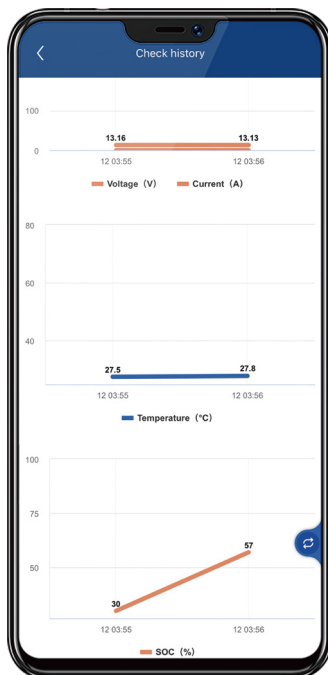 Check history
100
13.16 13.13
0
12 03:55 12 03:56
Voltage（V） Current（A）
80
60
40
27.5 27.8
12 03:55 12 03:56
Temperature（°C）
100
75
57
50
30
12 03:55 12 03:56
SOC（%）